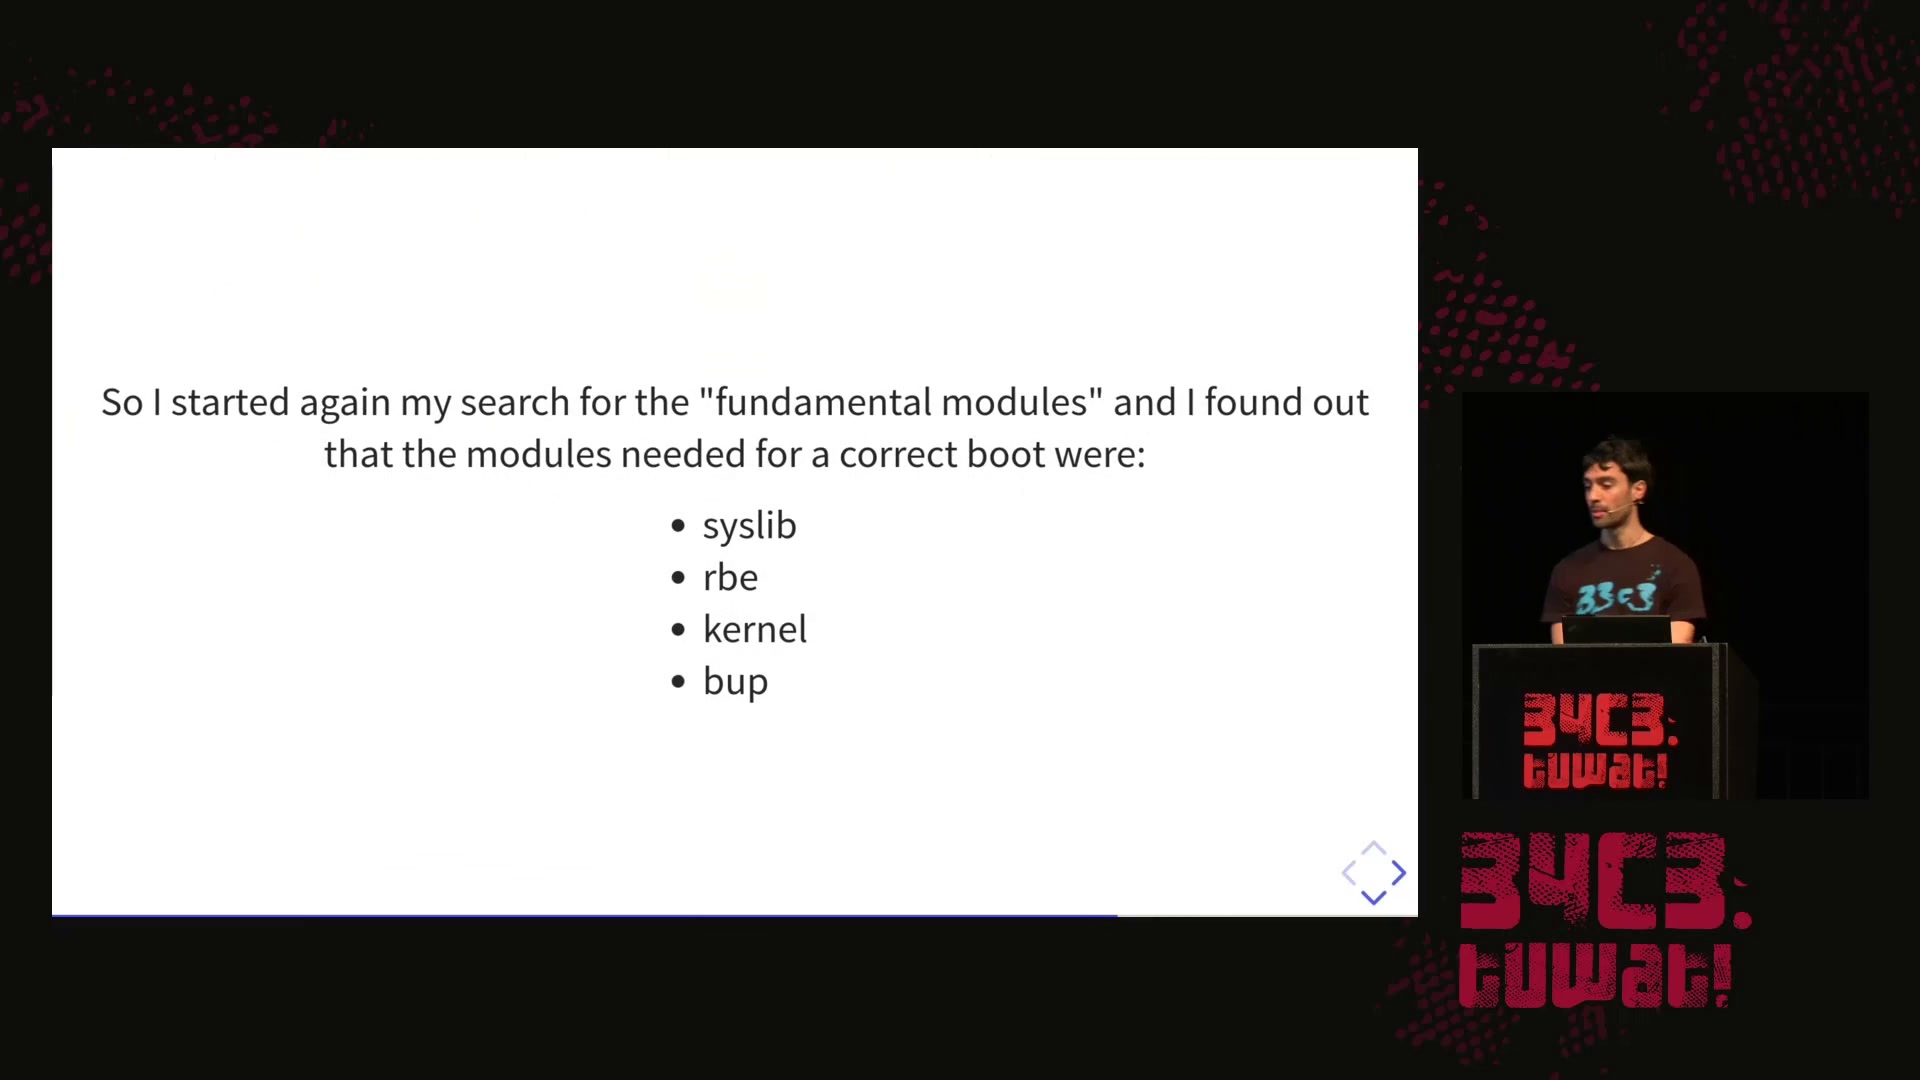 So I started again my search for the "fundamental modules" and I found out
that the modules needed for a correct boot were:
• syslib
• rbe
• kernel
• bup
33c3
34C3.
tuwat!
34C3.
tuwat!